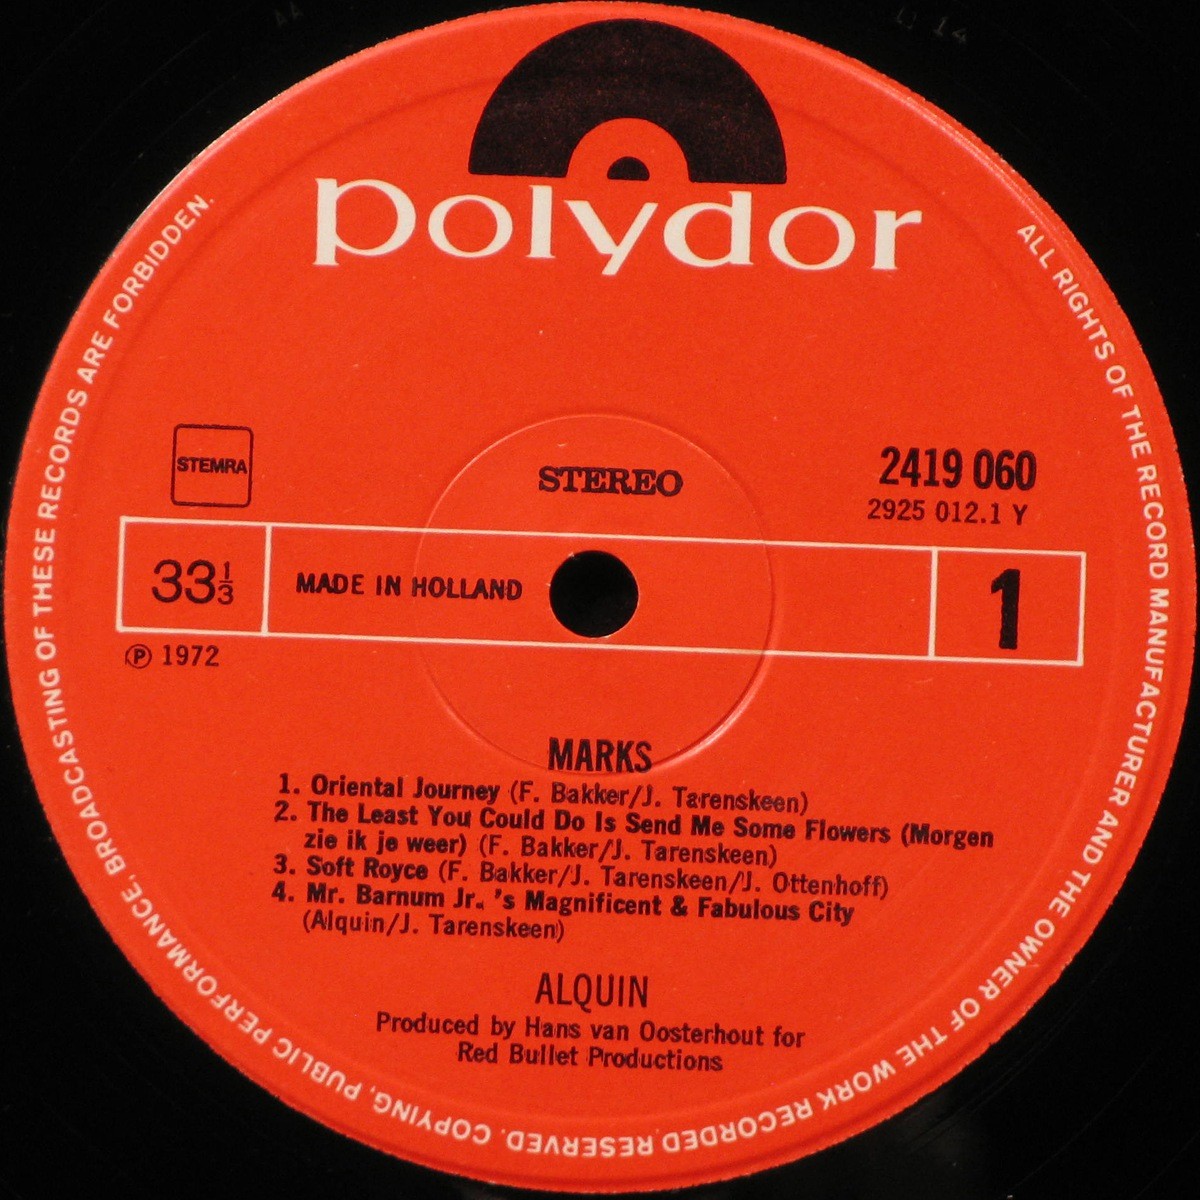 polydor
STEMRA
STEREO
2419 060
2925 012.1 Y
33⅓
MADE IN HOLLAND
1
℗ 1972
MARKS
1. Oriental Journey (F. Bakker/J. Tarenskeen)
2. The Least You Could Do Is Send Me Some Flowers (Morgen
zie ik je weer) (F. Bakker/J. Tarenskeen)
3. Soft Royce (F. Bakker/J. Tarenskeen/J. Ottenhoff)
4. Mr. Barnum Jr. 's Magnificent & Fabulous City
(Alquin/J. Tarenskeen)
ALQUIN
Produced by Hans van Oosterhout for
Red Bullet Productions
ALL RIGHTS OF THE RECORD MANUFACTURER AND THE OWNER OF THE WORK RECORDED RESERVED. COPYING, PUBLIC PERFORMANCE, BROADCASTING OF THESE RECORDS ARE FORBIDDEN.